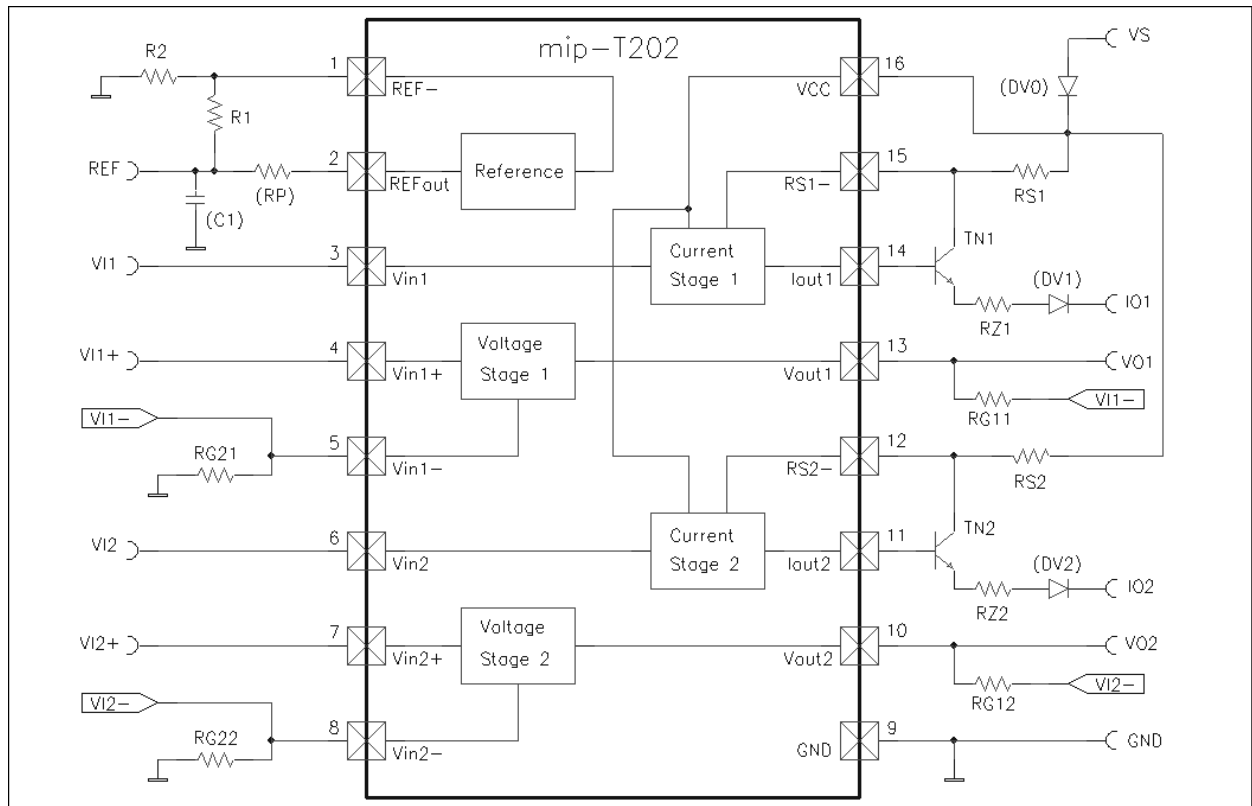 mip-T202
R2
1
REF-
R1
REF
(RP)
2
REFout
Reference
(C1)
VI1
3
Vin1
Current
Stage 1
VI1+
4
Vin1+
Voltage
Stage 1
VI1-
RG21
5
Vin1-
VI2
6
Vin2
Current
Stage 2
VI2+
7
Vin2+
Voltage
Stage 2
VI2-
RG22
8
Vin2-
VS
(DV0)
16
VCC
15
RS1-
RS1
TN1
14
Iout1
(DV1)
RZ1
IO1
13
Vout1
VO1
RG11
VI1-
12
RS2-
RS2
TN2
11
Iout2
(DV2)
RZ2
IO2
10
Vout2
VO2
RG12
VI2-
9
GND
GND